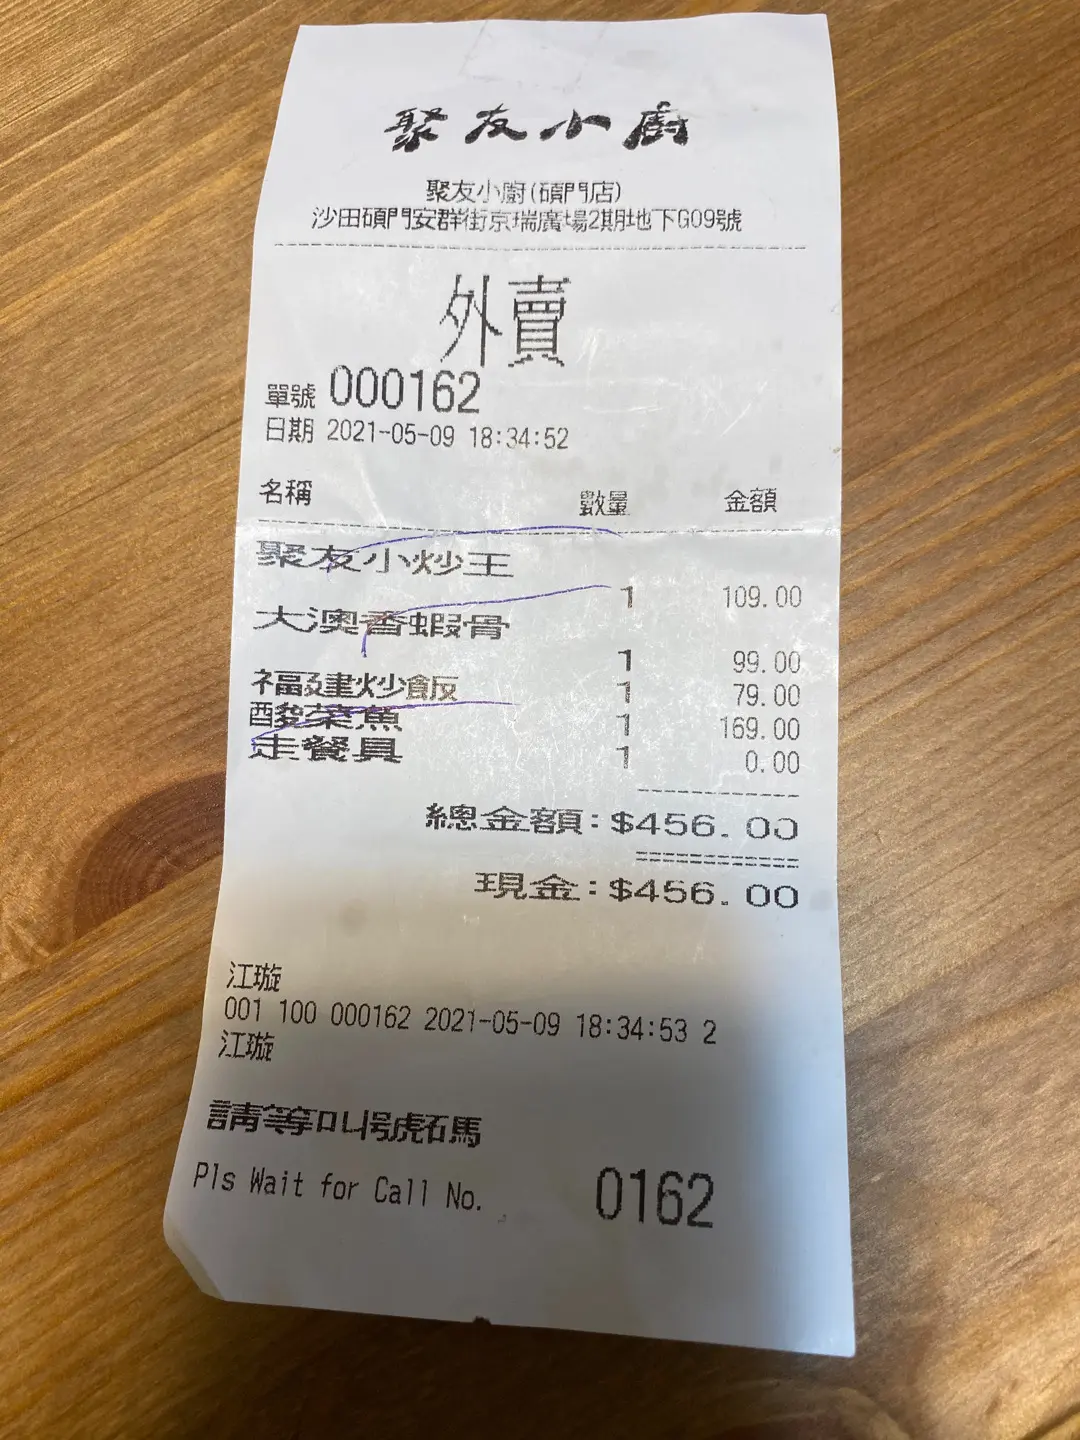 聚友小廚
聚友小廚(碩門店)
沙田碩門安群街京瑞廣場2期地下G09號
外賣
單號 000162
日期 2021-05-09 18:34:52
名稱 數量 金額
聚友小炒王
1 109.00
大澳香蝦骨
1 99.00
福建炒飯 1 79.00
酸菜魚 1 169.00
走餐具 1 0.00
總金額:$456.00
現金:$456.00
江璇
001 100 000162 2021-05-09 18:34:53 2
江璇
請等叫號碼
Pls Wait for Call No. 0162